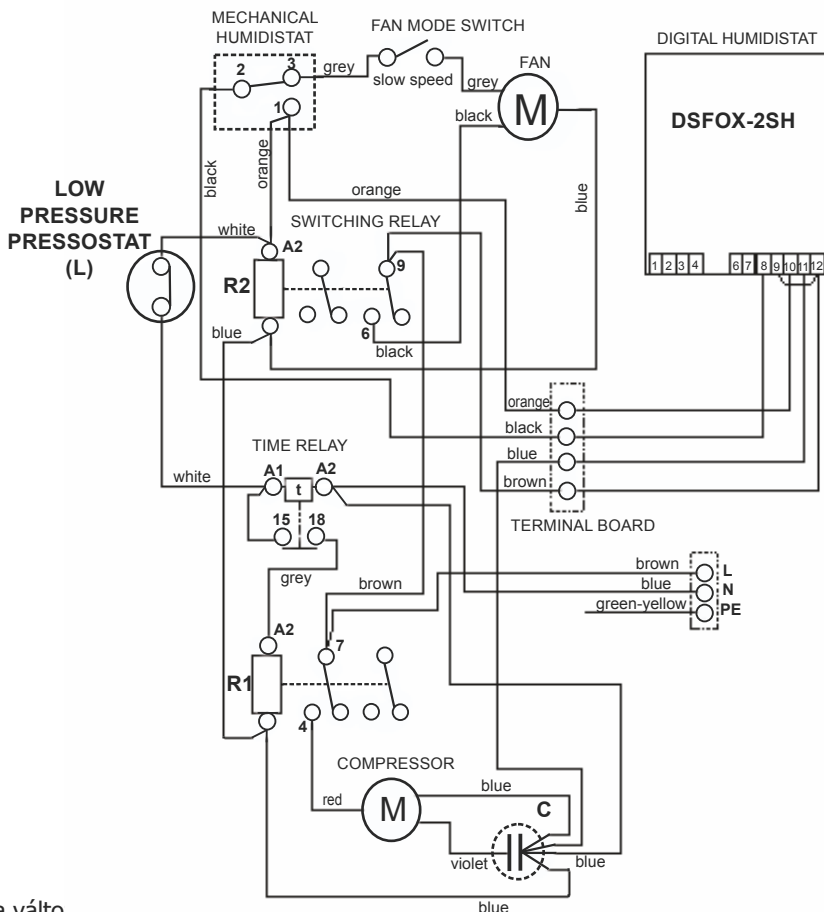 MECHANICAL
HUMIDISTAT
FAN MODE SWITCH
DIGITAL HUMIDISTAT
2
3
grey
slow speed
grey
FAN
M
1
black
DSFOX-2SH
black
orange
orange
blue
LOW
PRESSURE
PRESSOSTAT
(L)
white
SWITCHING RELAY
A2
R2
9
1 2 3 4 6 7 8 9 10 11 12
blue
6
black
orange
black
blue
brown
TERMINAL BOARD
TIME RELAY
white
A1
t
A2
15
18
grey
brown
brown
L
blue
N
green-yellow
PE
A2
7
R1
4
COMPRESSOR
red
M
blue
C
violet
blue
blue
a válto